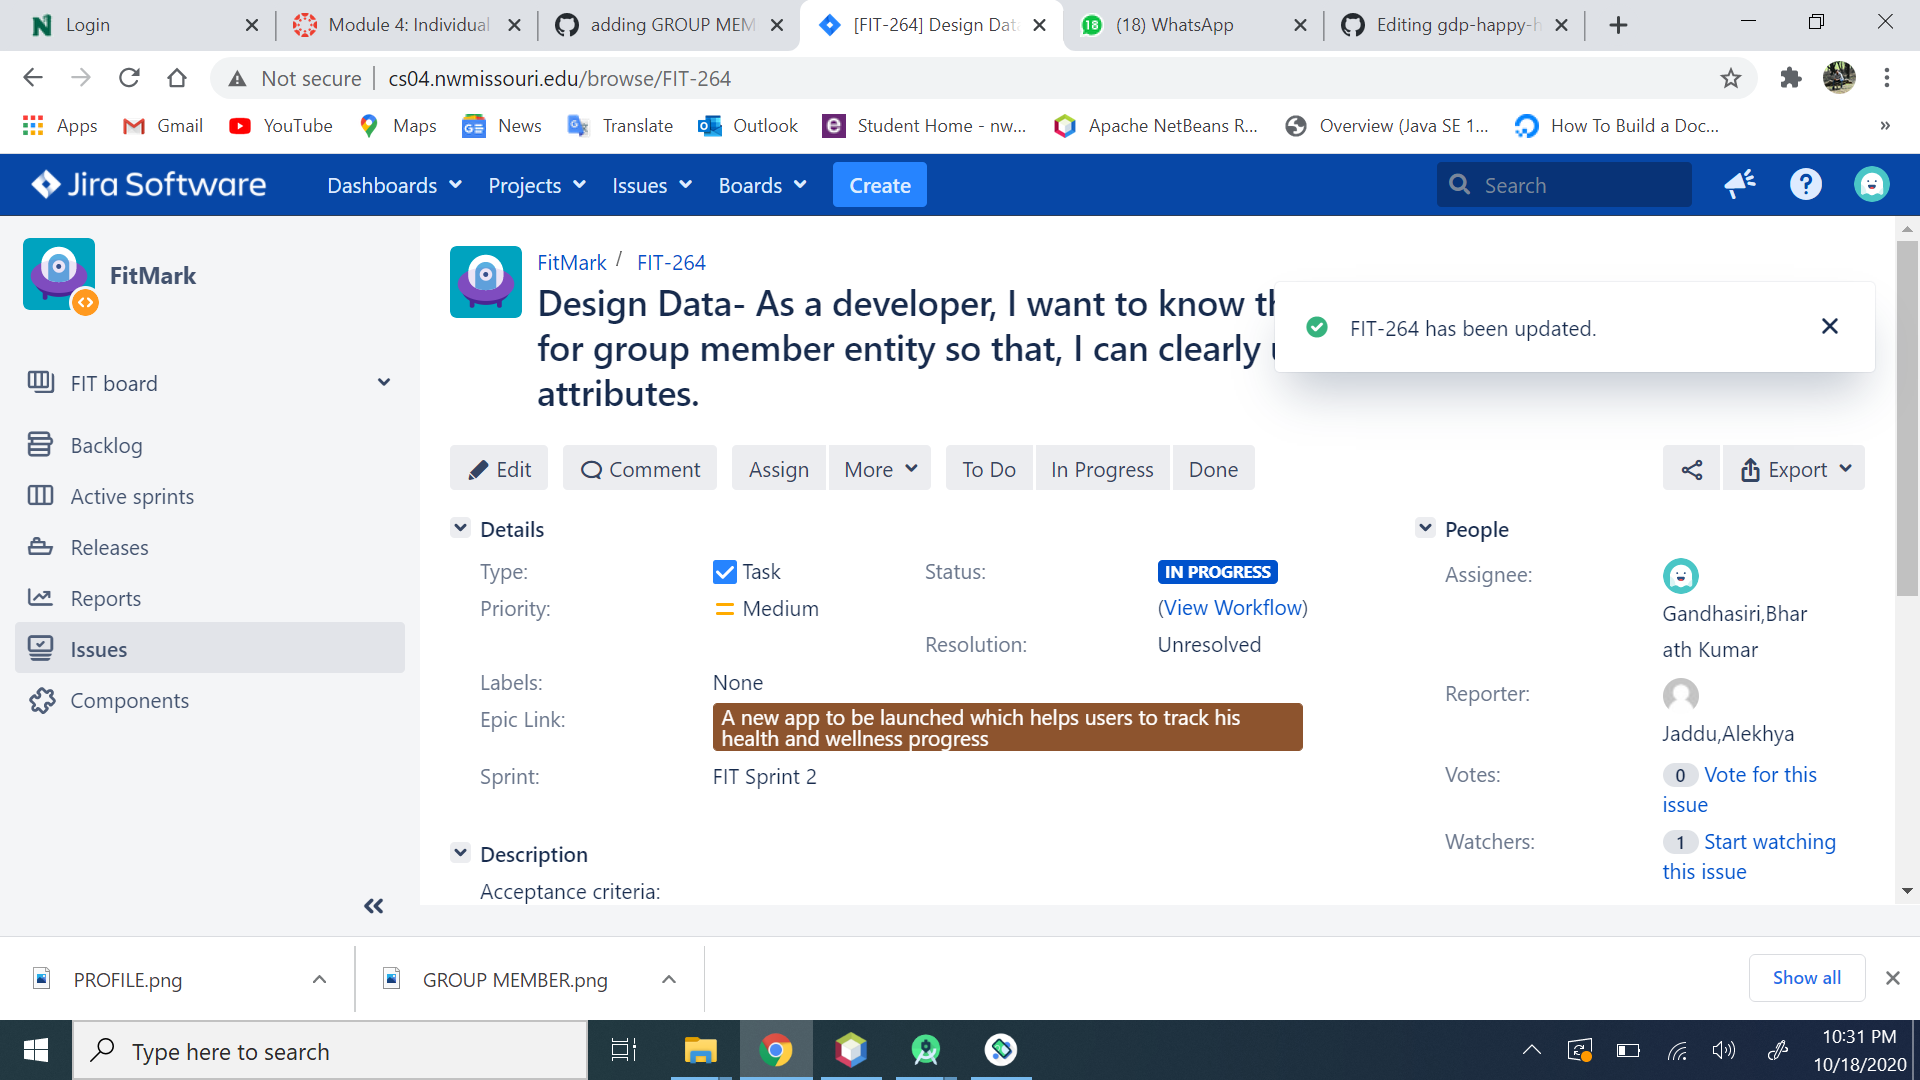 Login
Module 4: Individual
adding GROUP MEM
[FIT-264] Design Data
(18) WhatsApp
Editing gdp-happy-h
Not secure
cs04.nwmissouri.edu/browse/FIT-264
Apps
Gmail
YouTube
Maps
News
Translate
Outlook
Student Home - nw...
Apache NetBeans R...
Overview (Java SE 1...
How To Build a Doc...
»
Jira Software
Dashboards
Projects
Issues
Boards
Create
Search
FitMark
FIT board
Backlog
Active sprints
Releases
Reports
Issues
Components
FitMark / FIT-264
Design Data- As a developer, I want to know
for group member entity so that, I can clearly
attributes.
FIT-264 has been updated.
Edit
Comment
Assign
More
To Do
In Progress
Done
Export
Details
Type: Task
Status: IN PROGRESS
Priority: Medium
(View Workflow)
Resolution: Unresolved
Labels: None
Epic Link: A new app to be launched which helps users to track his
health and wellness progress
Sprint: FIT Sprint 2
Description
Acceptance criteria:
People
Assignee:
Gandhasiri,Bhar
ath Kumar
Reporter:
Jaddu,Alekhya
Votes: 0 Vote for this
issue
Watchers: 1 Start watching
this issue
PROFILE.png
GROUP MEMBER.png
Show all
Type here to search
10:31 PM
10/18/2020